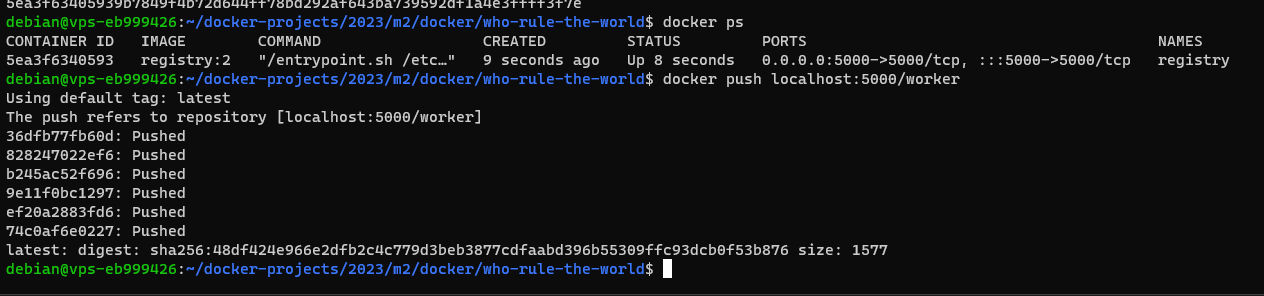 5ea3f63405939b7849f4b72d644ff78bd292af643ba739592df1a4e3ffff3f7e
debian@vps-eb999426:~/docker-projects/2023/m2/docker/who-rule-the-world$ docker ps
CONTAINER ID   IMAGE        COMMAND                  CREATED         STATUS         PORTS                                       NAMES
5ea3f6340593   registry:2   "/entrypoint.sh /etc…"   9 seconds ago   Up 8 seconds   0.0.0.0:5000->5000/tcp, :::5000->5000/tcp   registry
debian@vps-eb999426:~/docker-projects/2023/m2/docker/who-rule-the-world$ docker push localhost:5000/worker
Using default tag: latest
The push refers to repository [localhost:5000/worker]
36dfb77fb60d: Pushed
828247022ef6: Pushed
b245ac52f696: Pushed
9e11f0bc1297: Pushed
ef20a2883fd6: Pushed
74c0af6e0227: Pushed
latest: digest: sha256:48df424e966e2dfb2c4c779d3beb3877cdfaabd396b55309ffc93dcb0f53b876 size: 1577
debian@vps-eb999426:~/docker-projects/2023/m2/docker/who-rule-the-world$